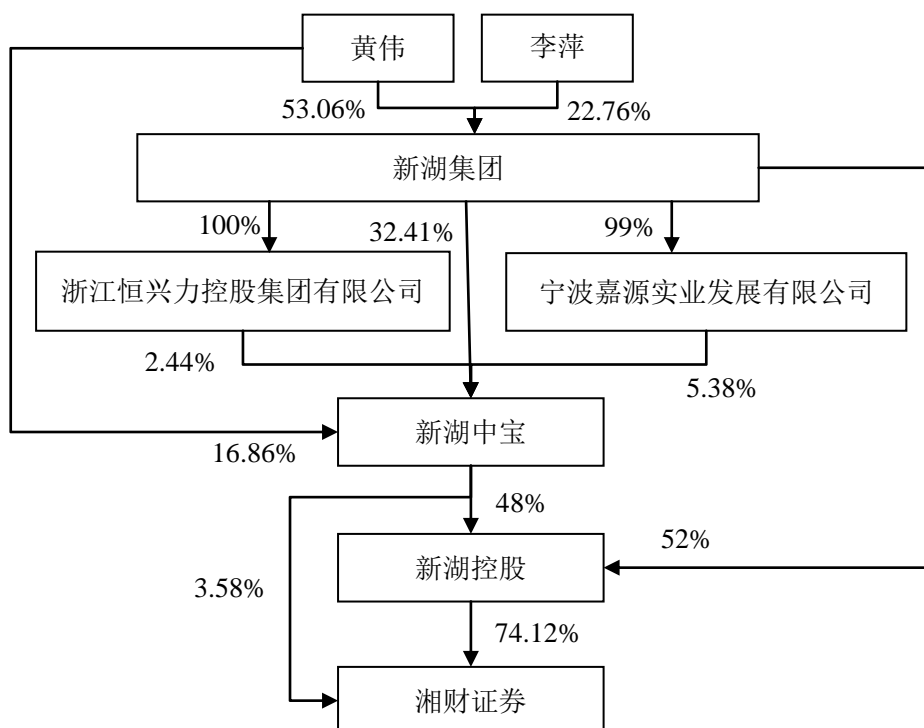 黄伟
李萍
53.06%
22.76%
新湖集团
100%
32.41%
99%
浙江恒兴力控股集团有限公司
宁波嘉源实业发展有限公司
2.44%
5.38%
新湖中宝
16.86%
48%
新湖控股
52%
3.58%
74.12%
湘财证券